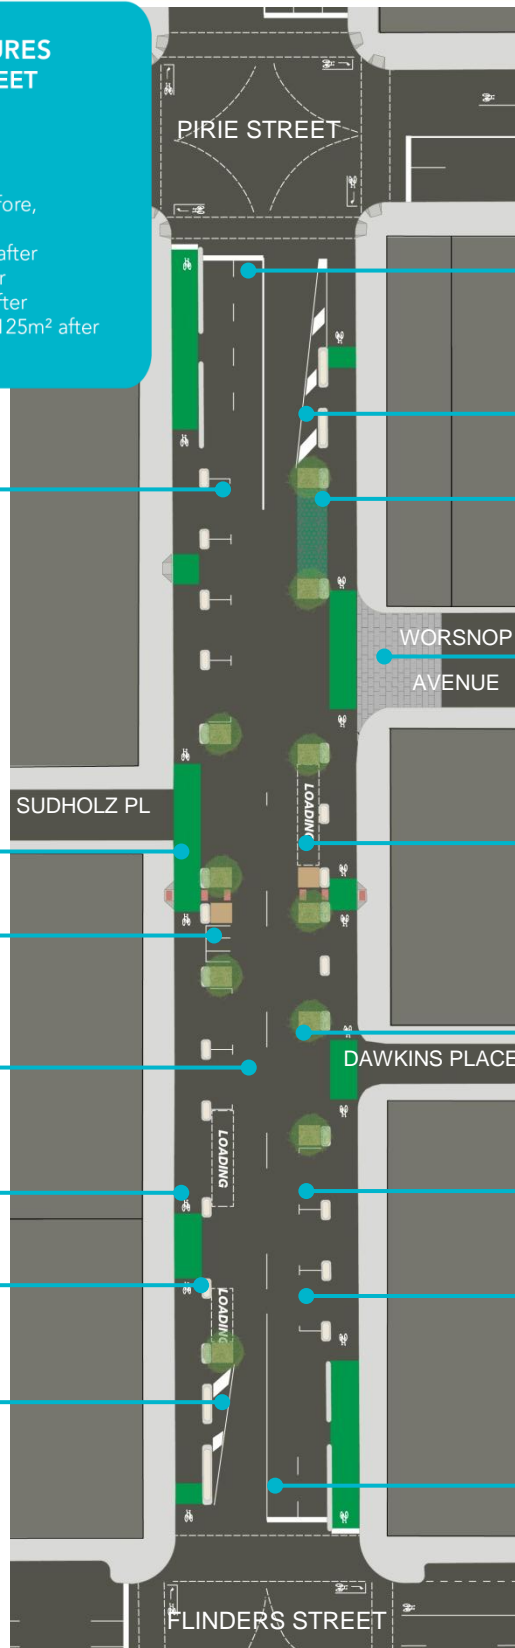 URES
EET
fore,
after
r
fter
125m² after
PIRIE STREET
WORSNOP
AVENUE
LOADING
SUDHOLZ PL
DAWKINS PLACE
LOADING
LOADING
FLINDERS STREET